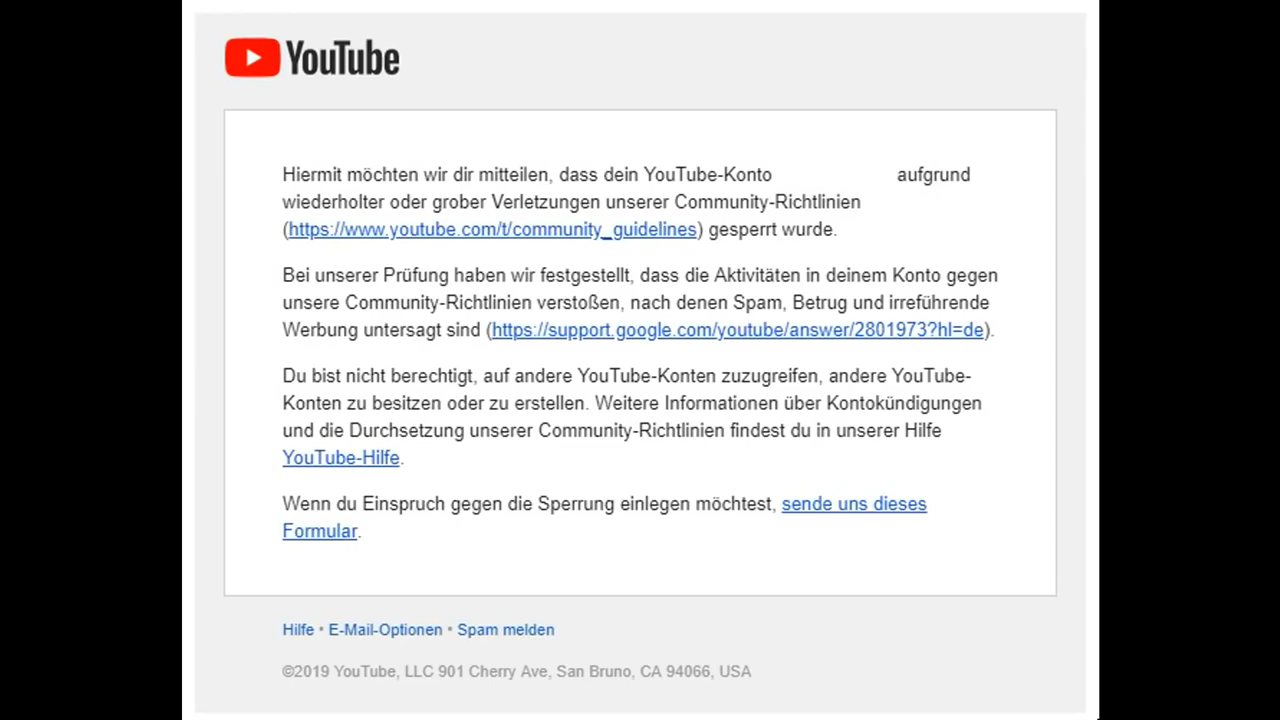 YouTube
Hiermit möchten wir dir mitteilen, dass dein YouTube-Konto aufgrund
wiederholter oder grober Verletzungen unserer Community-Richtlinien
(https://www.youtube.com/t/community_guidelines) gesperrt wurde.
Bei unserer Prüfung haben wir festgestellt, dass die Aktivitäten in deinem Konto gegen
unsere Community-Richtlinien verstoßen, nach denen Spam, Betrug und irreführende
Werbung untersagt sind (https://support.google.com/youtube/answer/2801973?hl=de).
Du bist nicht berechtigt, auf andere YouTube-Konten zuzugreifen, andere YouTube-
Konten zu besitzen oder zu erstellen. Weitere Informationen über Kontokündigungen
und die Durchsetzung unserer Community-Richtlinien findest du in unserer Hilfe
YouTube-Hilfe.
Wenn du Einspruch gegen die Sperrung einlegen möchtest, sende uns dieses
Formular.
Hilfe • E-Mail-Optionen • Spam melden
©2019 YouTube, LLC 901 Cherry Ave, San Bruno, CA 94066, USA